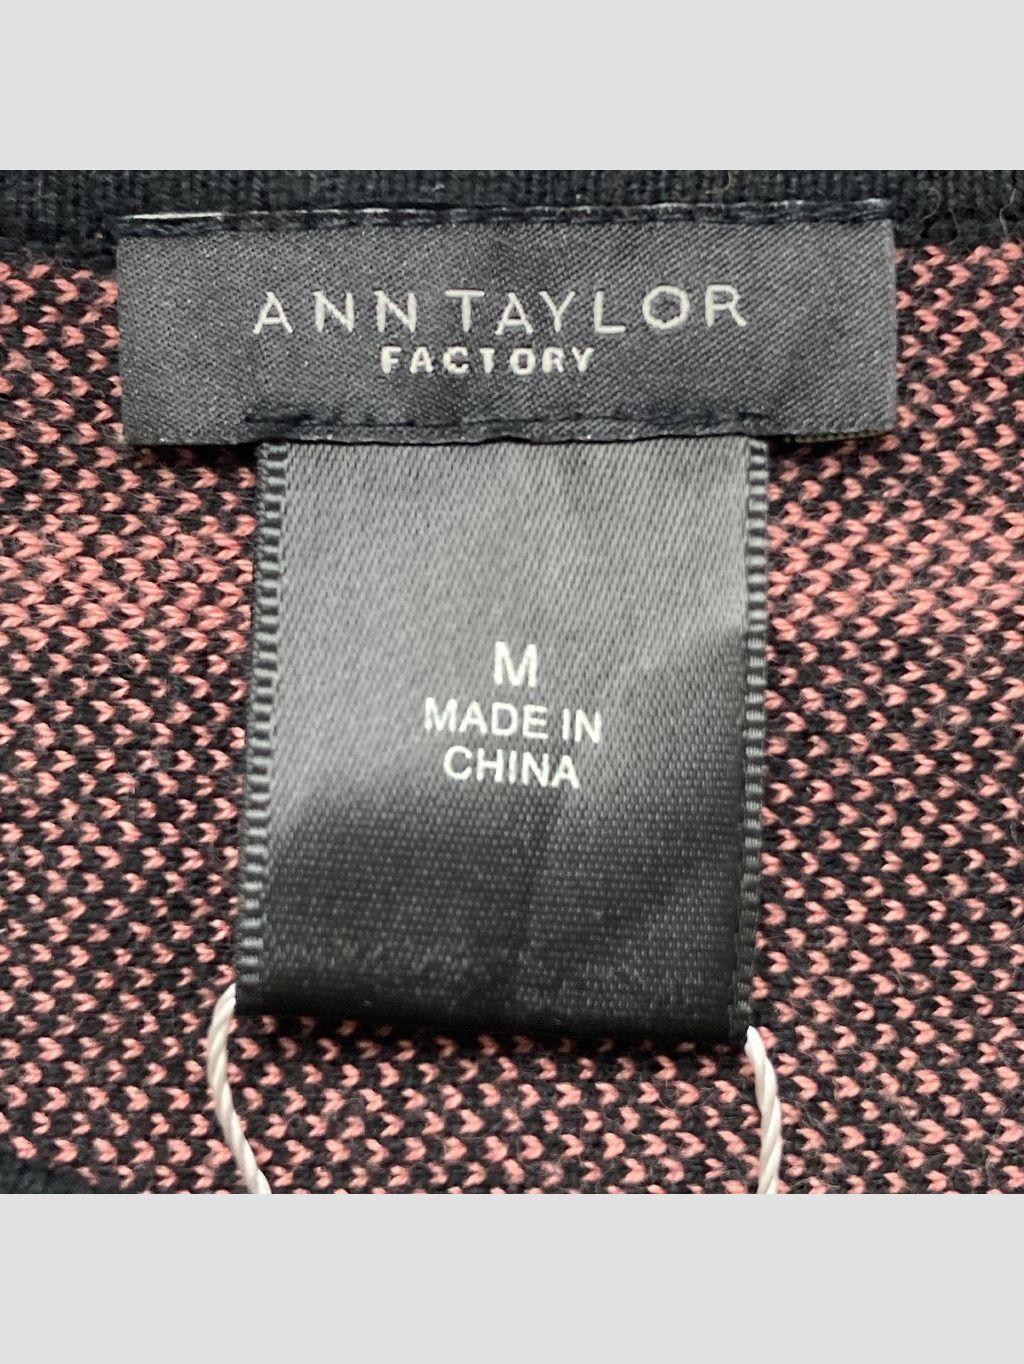 ANN TAYLOR
FACTORY
M
MADE IN
CHINA